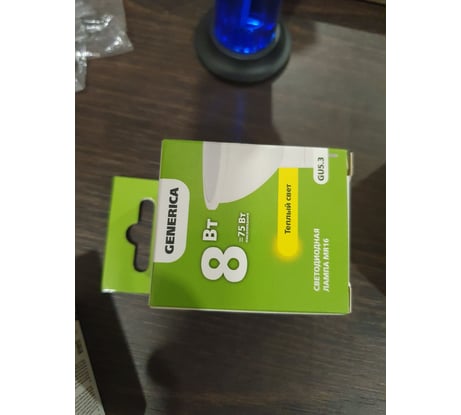 GENERICA
8 Вт
=75 Вт
Теплый свет
GU5.3
СВЕТОДИОДНАЯ
ЛАМПА MR16